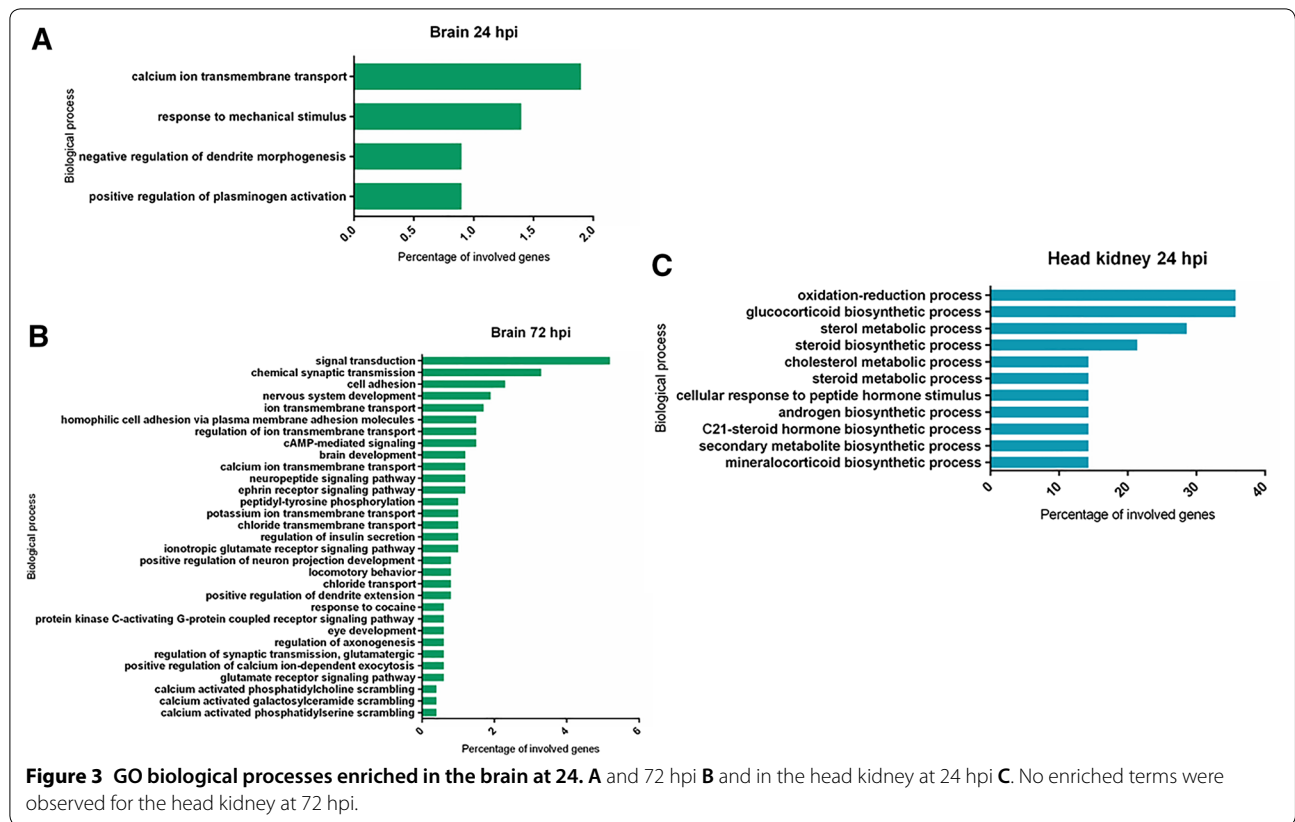 A
Brain 24 hpi
Biological process
calcium ion transmembrane transport
response to mechanical stimulus
negative regulation of dendrite morphogenesis
positive regulation of plasminogen activation
0.0 0.5 1.0 1.5 2.0
Percentage of involved genes
B
Brain 72 hpi
Biological process
signal transduction
chemical synaptic transmission
cell adhesion
nervous system development
ion transmembrane transport
homophilic cell adhesion via plasma membrane adhesion molecules
regulation of ion transmembrane transport
cAMP-mediated signaling
brain development
calcium ion transmembrane transport
neuropeptide signaling pathway
ephrin receptor signaling pathway
peptidyl-tyrosine phosphorylation
potassium ion transmembrane transport
chloride transmembrane transport
regulation of insulin secretion
ionotropic glutamate receptor signaling pathway
positive regulation of neuron projection development
locomotory behavior
chloride transport
positive regulation of dendrite extension
response to cocaine
protein kinase C-activating G-protein coupled receptor signaling pathway
eye development
regulation of axonogenesis
regulation of synaptic transmission, glutamatergic
positive regulation of calcium ion-dependent exocytosis
glutamate receptor signaling pathway
calcium activated phosphatidylcholine scrambling
calcium activated galactosylceramide scrambling
calcium activated phosphatidylserine scrambling
0 2 4 6
Percentage of involved genes
C
Head kidney 24 hpi
Biological process
oxidation-reduction process
glucocorticoid biosynthetic process
sterol metabolic process
steroid biosynthetic process
cholesterol metabolic process
steroid metabolic process
cellular response to peptide hormone stimulus
androgen biosynthetic process
C21-steroid hormone biosynthetic process
secondary metabolite biosynthetic process
mineralocorticoid biosynthetic process
0 10 20 30 40
Percentage of involved genes
Figure 3 GO biological processes enriched in the brain at 24. A and 72 hpi B and in the head kidney at 24 hpi C. No enriched terms were
observed for the head kidney at 72 hpi.